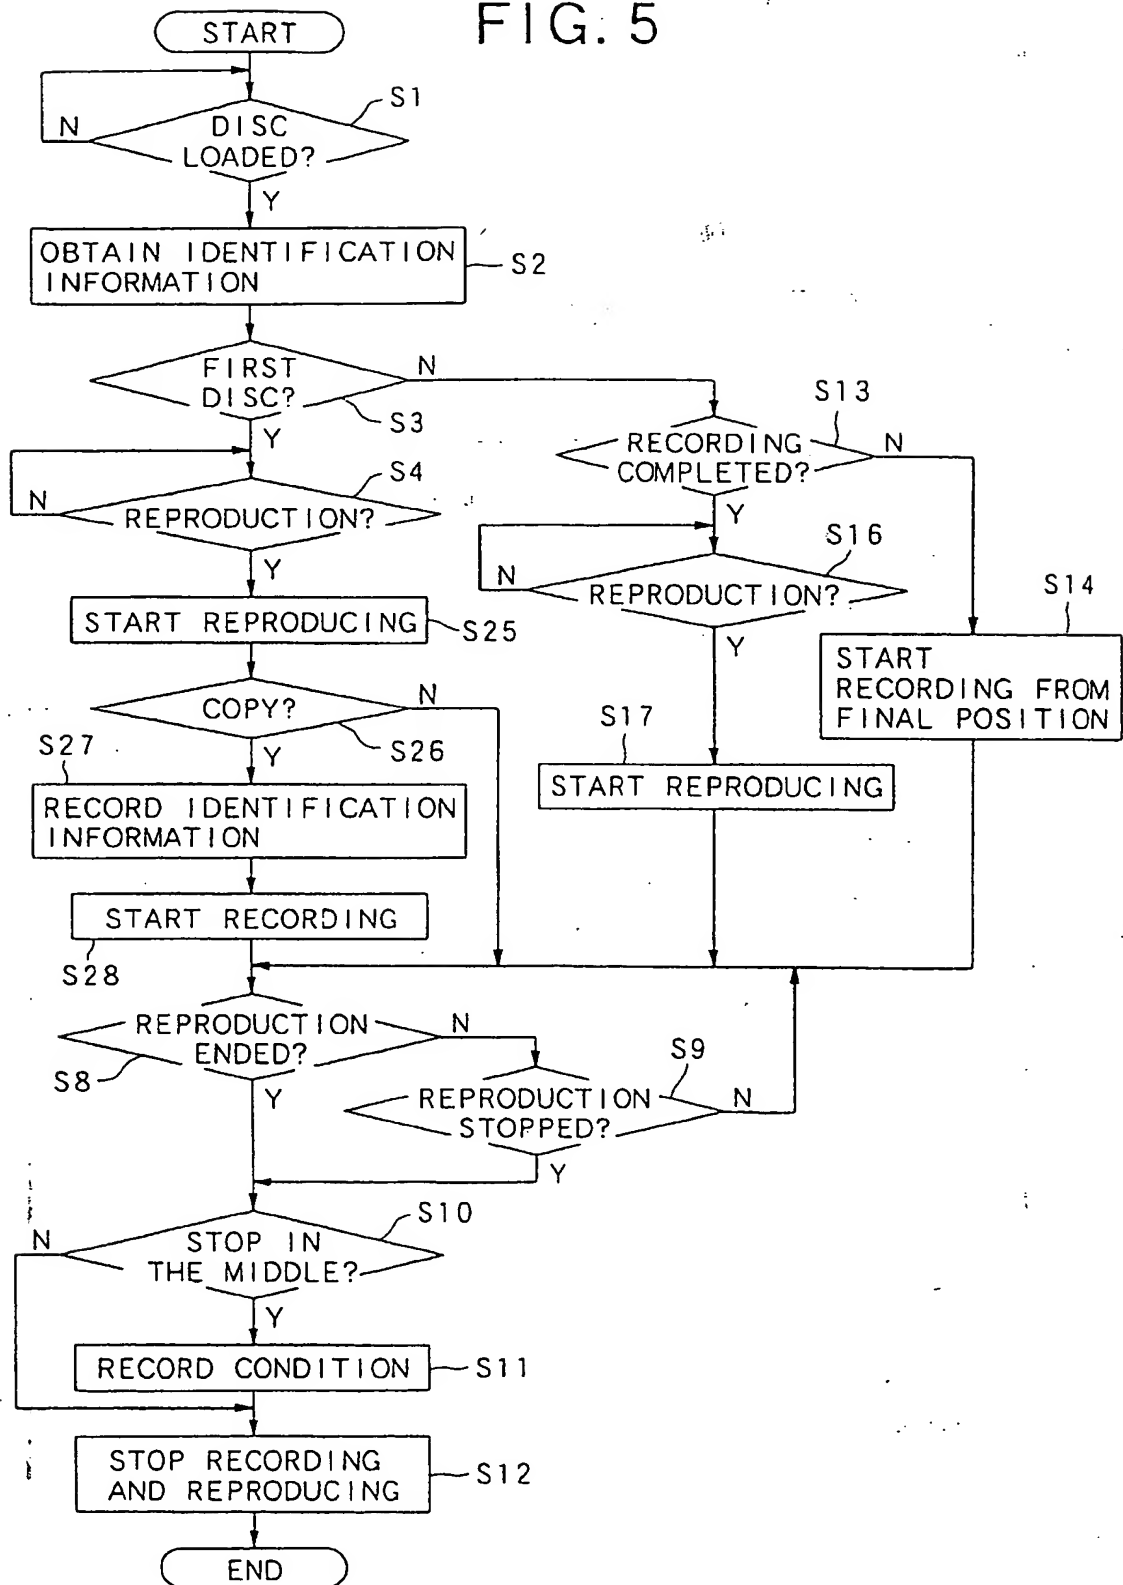 FIG. 5
START
S1
N
DISC
LOADED?
Y
OBTAIN IDENTIFICATION
INFORMATION
S2
FIRST
DISC?
N
S3
Y
S13
RECORDING
COMPLETED?
N
Y
S4
N
REPRODUCTION?
Y
S16
N
REPRODUCTION?
Y
S14
START
RECORDING FROM
FINAL POSITION
START REPRODUCING
S25
COPY?
N
S26
Y
S17
START REPRODUCING
S27
RECORD IDENTIFICATION
INFORMATION
START RECORDING
S28
REPRODUCTION
ENDED?
N
S8
Y
S9
REPRODUCTION
STOPPED?
N
Y
S10
N
STOP IN
THE MIDDLE?
Y
RECORD CONDITION
S11
STOP RECORDING
AND REPRODUCING
S12
END